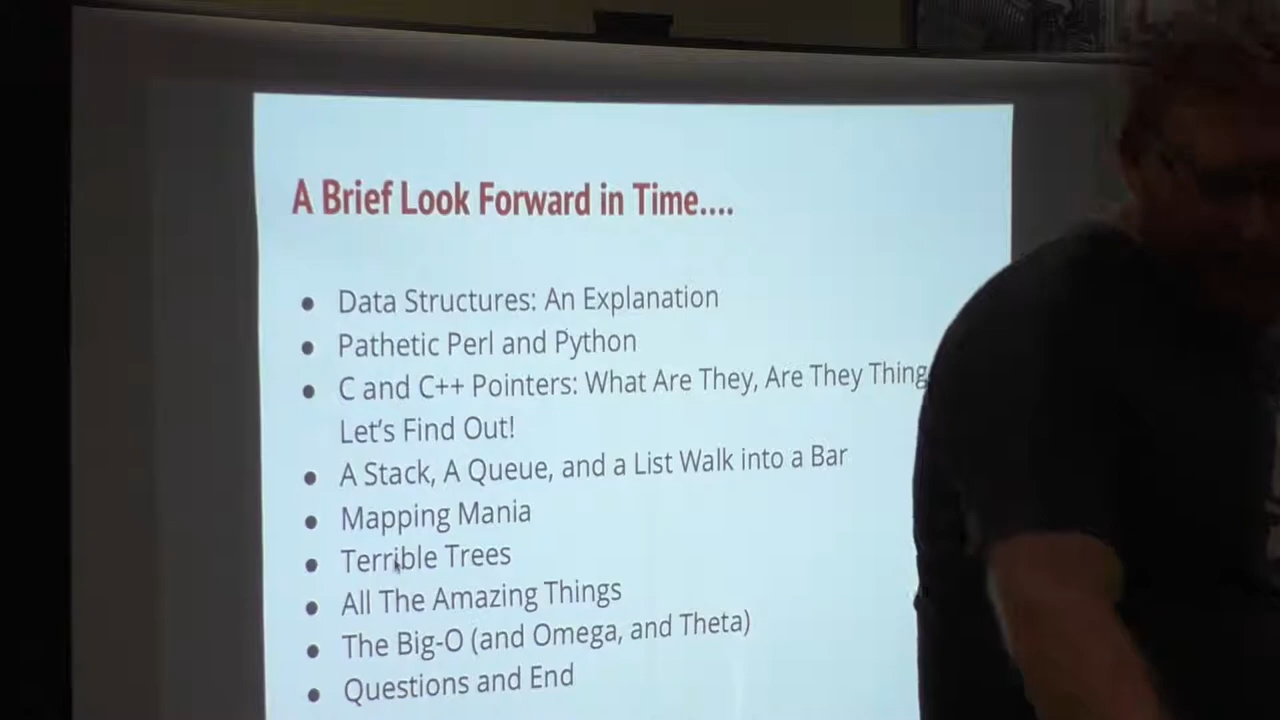 A Brief Look Forward in Time....
Data Structures: An Explanation
Pathetic Perl and Python
C and C++ Pointers: What Are They, Are They Thing
Let's Find Out!
A Stack, A Queue, and a List Walk into a Bar
Mapping Mania
Terrible Trees
All The Amazing Things
The Big-O (and Omega, and Theta)
Questions and End